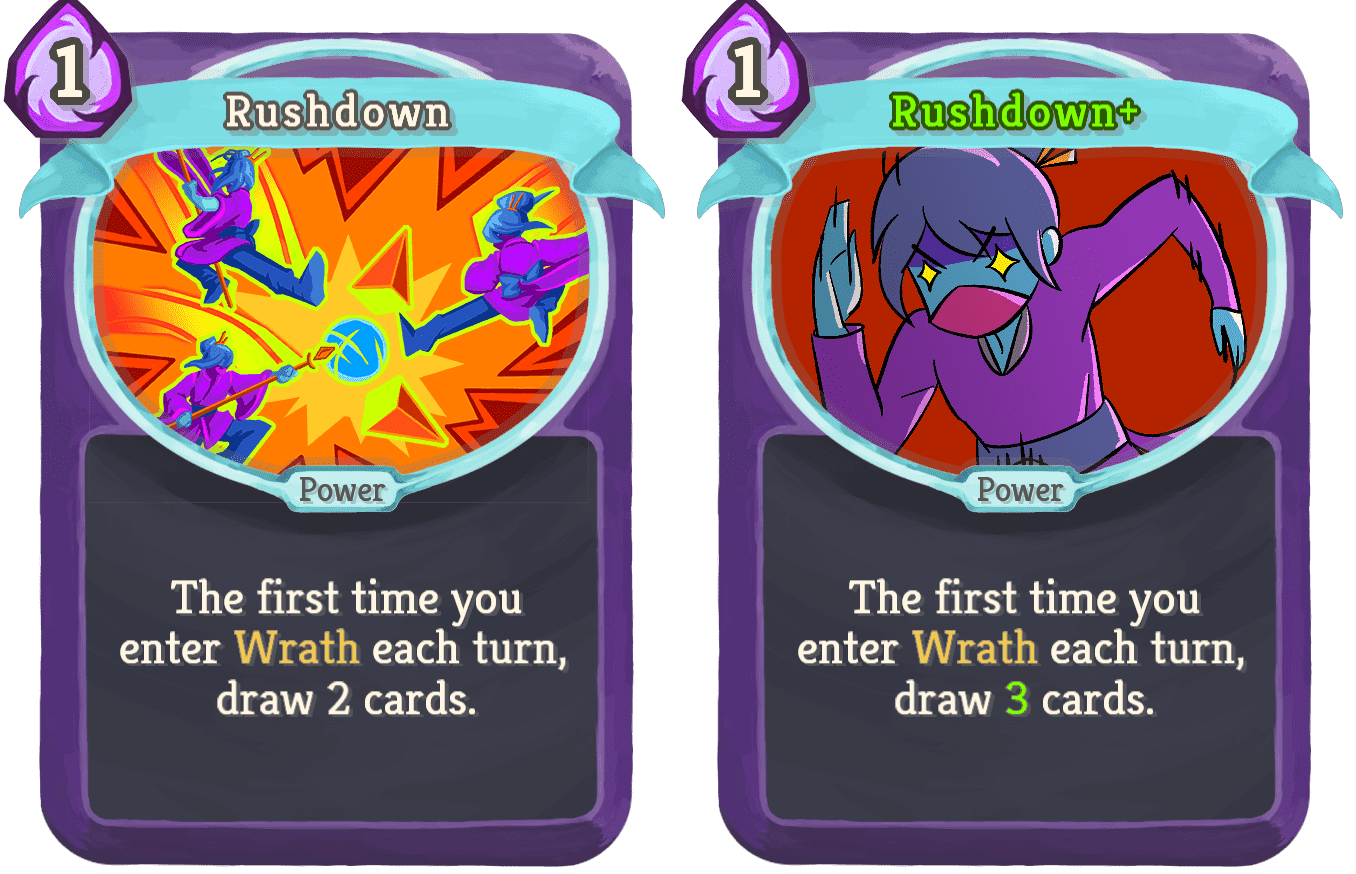 1
Rushdown
Power
The first time you
enter Wrath each turn,
draw 2 cards.
1
Rushdown+
Power
The first time you
enter Wrath each turn,
draw 3 cards.